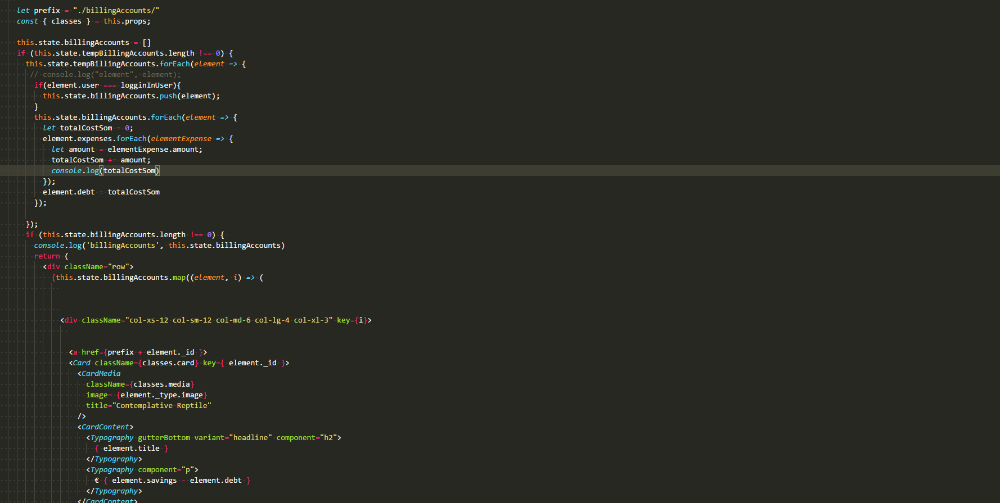 let prefix = "./billingAccounts/"
const { classes } = this.props;
this.state.billingAccounts = []
if (this.state.tempBillingAccounts.length !== 0) {
this.state.tempBillingAccounts.forEach(element => {
// console.log("element", element);
if(element.user === logginInUser){
this.state.billingAccounts.push(element);
}
this.state.billingAccounts.forEach(element => {
let totalCostSom = 0;
element.expenses.forEach(elementExpense => {
let amount = elementExpense.amount;
totalCostSom += amount;
console.log(totalCostSom)
});
element.debt = totalCostSom
});
});
if (this.state.billingAccounts.length !== 0) {
console.log('billingAccounts', this.state.billingAccounts)
return (
<div className="row">
{this.state.billingAccounts.map((element, i) => (
<div className="col-xs-12 col-sm-12 col-md-6 col-lg-4 col-xl-3" key={i}>
<a href={prefix + element._id }>
<Card className={classes.card} key={ element._id }>
<CardMedia
className={classes.media}
image= {element._type.image}
title="Contemplative Reptile"
/>
<CardContent>
<Typography gutterBottom variant="headline" component="h2">
{ element.title }
</Typography>
<Typography component="p">
€ { element.savings - element.debt }
</Typography>
</CardContent>